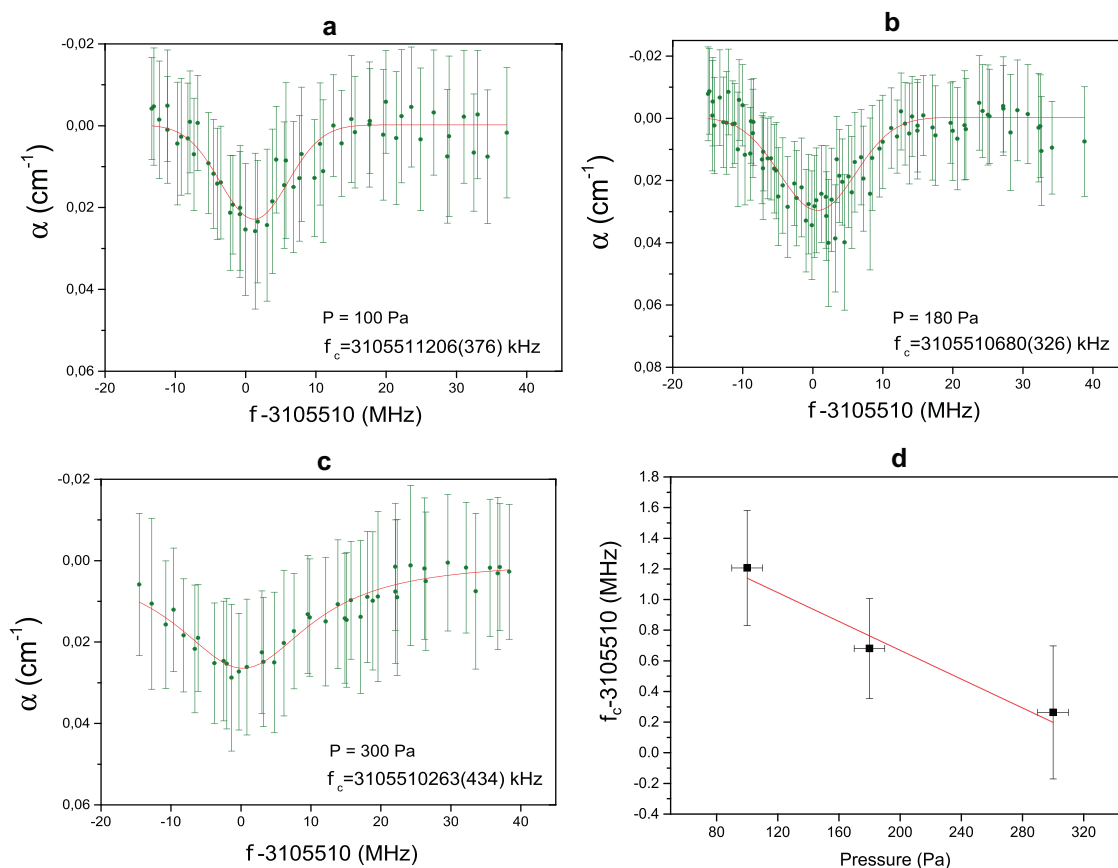 a
-0,02
0,00
0,02
0,04
0,06
α (cm-1)
P = 100 Pa
fc=3105511206(376) kHz
-20 -10 0 10 20 30 40
f-3105510 (MHz)
b
-0,02
0,00
0,02
0,04
0,06
0,08
α (cm-1)
P = 180 Pa
fc=3105510680(326) kHz
-20 -10 0 10 20 30 40
f-3105510 (MHz)
c
-0,02
0,00
0,02
0,04
0,06
α (cm-1)
P = 300 Pa
fc=3105510263(434) kHz
-20 -10 0 10 20 30 40
f-3105510 (MHz)
d
1.8
1.6
1.4
1.2
1.0
0.8
0.6
0.4
0.2
0.0
-0.2
-0.4
fc-3105510 (MHz)
80 120 160 200 240 280 320
Pressure (Pa)